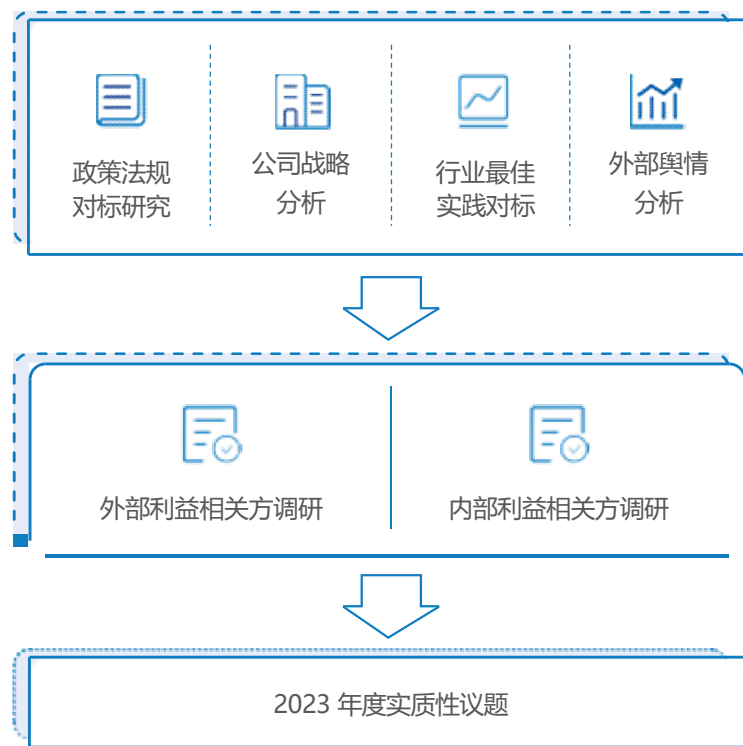 政策法规
对标研究
公司战略
分析
行业最佳
实践对标
外部舆情
分析
外部利益相关方调研
内部利益相关方调研
2023 年度实质性议题